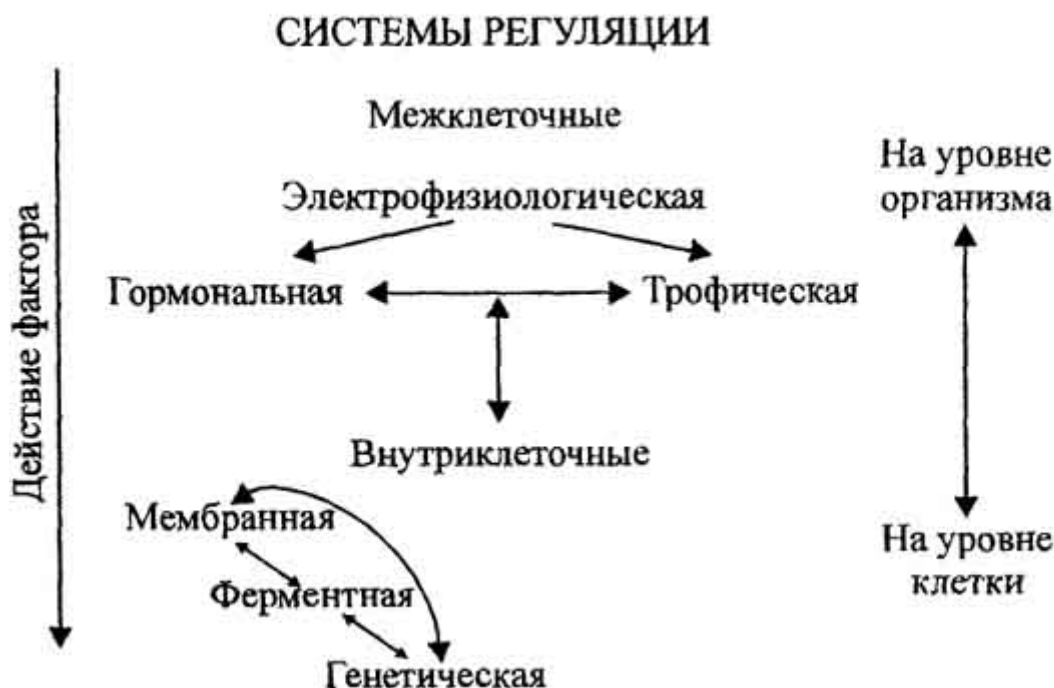 СИСТЕМЫ РЕГУЛЯЦИИ
Межклеточные
Электрофизиологическая
Гормональная
Трофическая
Внутриклеточные
Мембранная
Ферментная
Генетическая
Действие фактора
На уровне
организма
На уровне
клетки